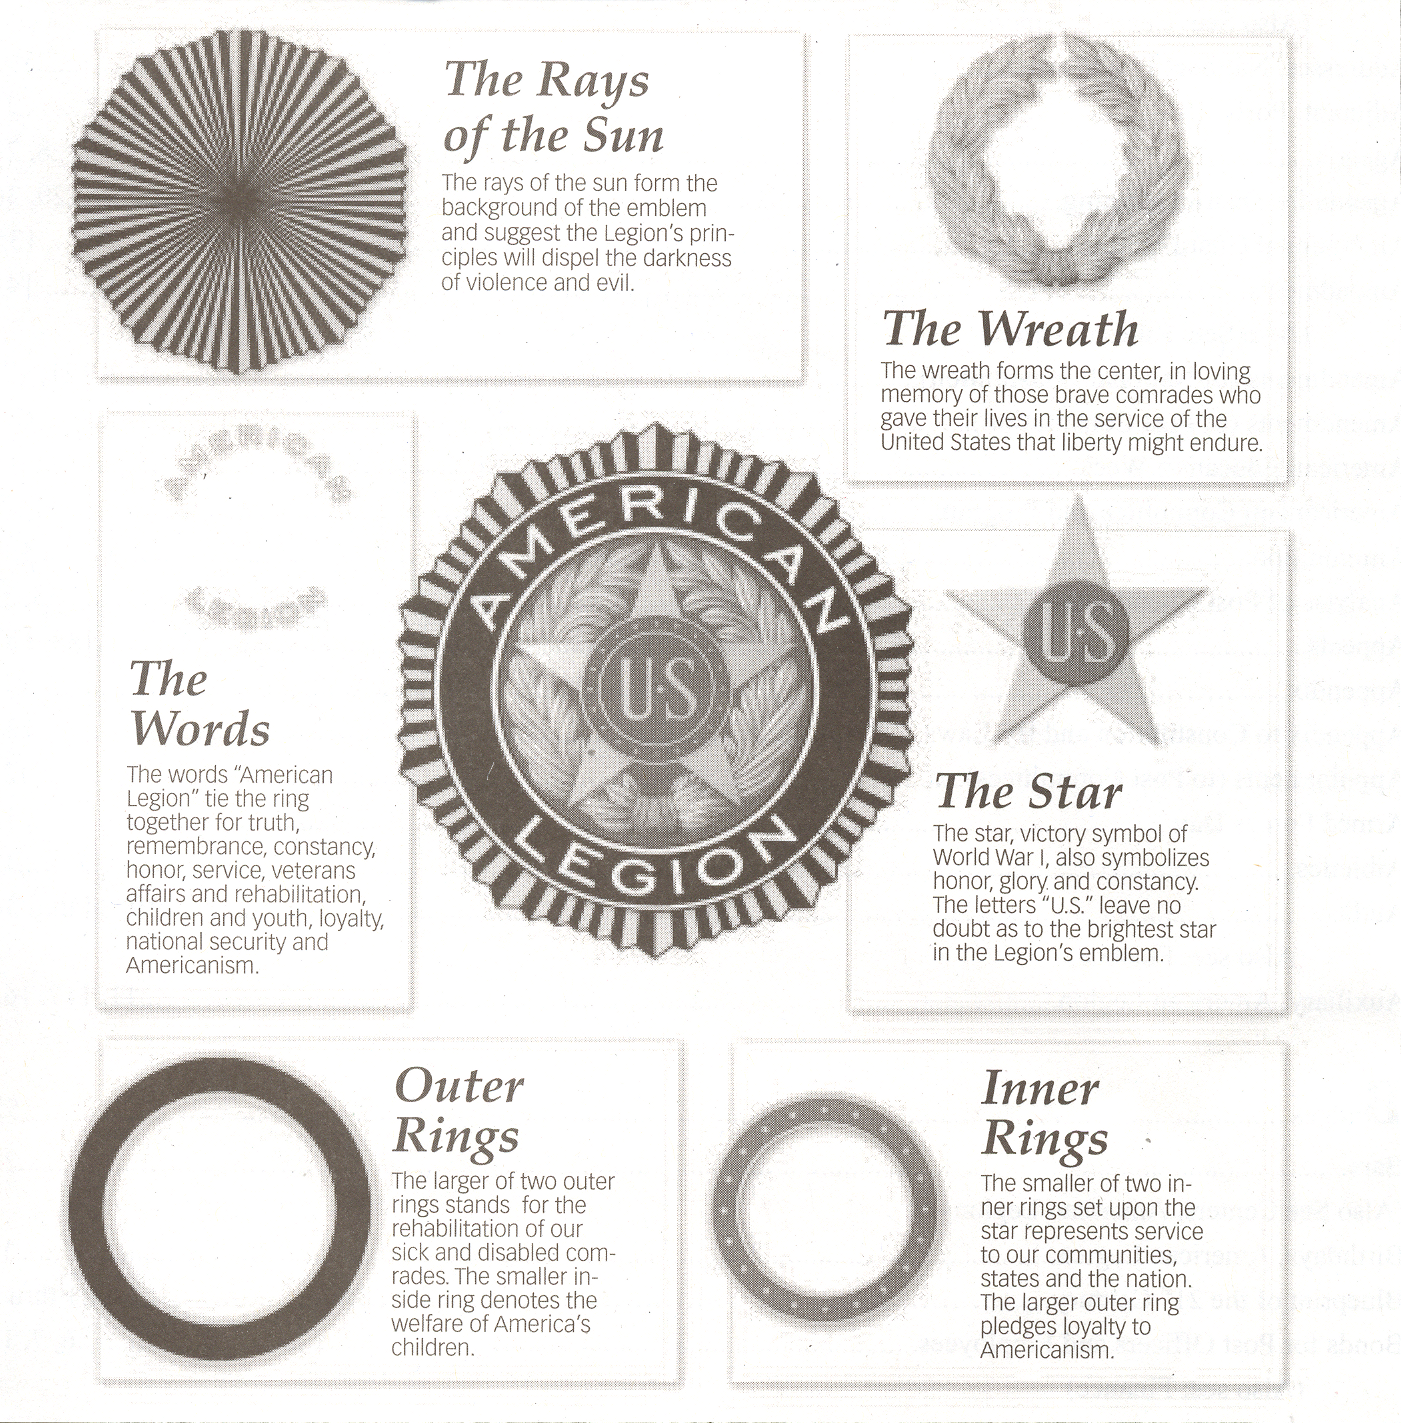 The Rays
of the Sun
The rays of the sun form the
background of the emblem
and suggest the Legion's prin-
ciples will dispel the darkness
of violence and evil.
The Wreath
The wreath forms the center, in loving
memory of those brave comrades who
gave their lives in the service of the
United States that liberty might endure.
AMERICAN
LEGION
The
Words
The words "American
Legion" tie the ring
together for truth,
remembrance, constancy,
honor, service, veterans
affairs and rehabilitation,
children and youth, loyalty,
national security and
Americanism.
AMERICAN
U.S
LEGION
U.S
The Star
The star, victory symbol of
World War I, also symbolizes
honor, glory and constancy.
The letters "U.S." leave no
doubt as to the brightest star
in the Legion's emblem.
Outer
Rings
The larger of two outer
rings stands for the
rehabilitation of our
sick and disabled com-
rades. The smaller in-
side ring denotes the
welfare of America's
children.
Inner
Rings
The smaller of two in-
ner rings set upon the
star represents service
to our communities,
states and the nation.
The larger outer ring
pledges loyalty to
Americanism.